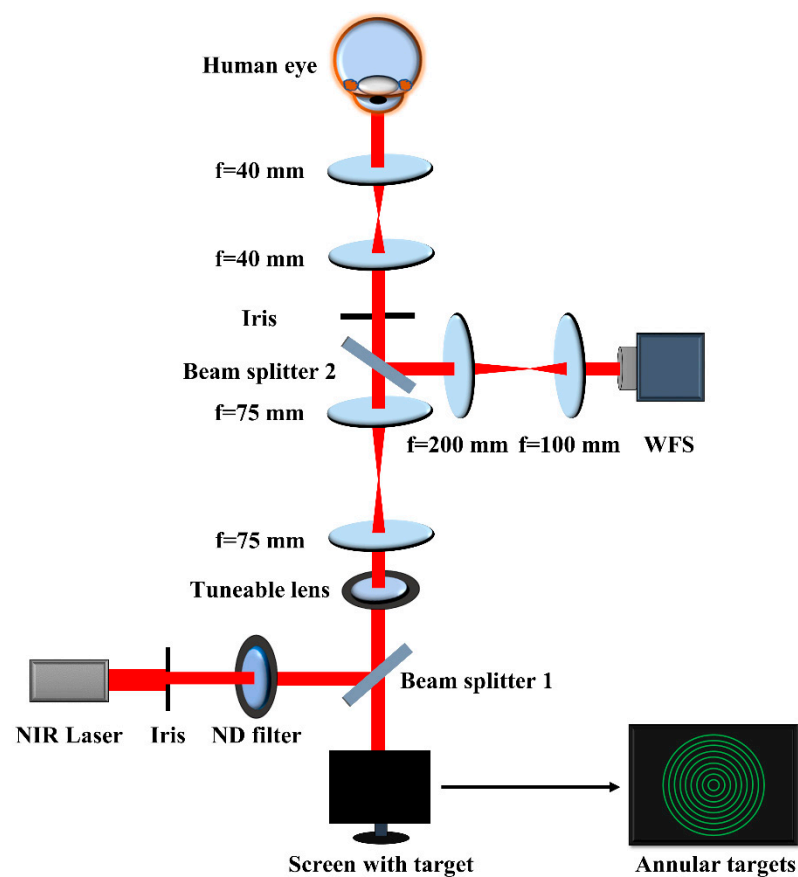 Human eye
f=40 mm
f=40 mm
Iris
Beam splitter 2
f=75 mm
f=200 mm
f=100 mm
WFS
f=75 mm
Tuneable lens
Beam splitter 1
NIR Laser
Iris
ND filter
Screen with target
Annular targets